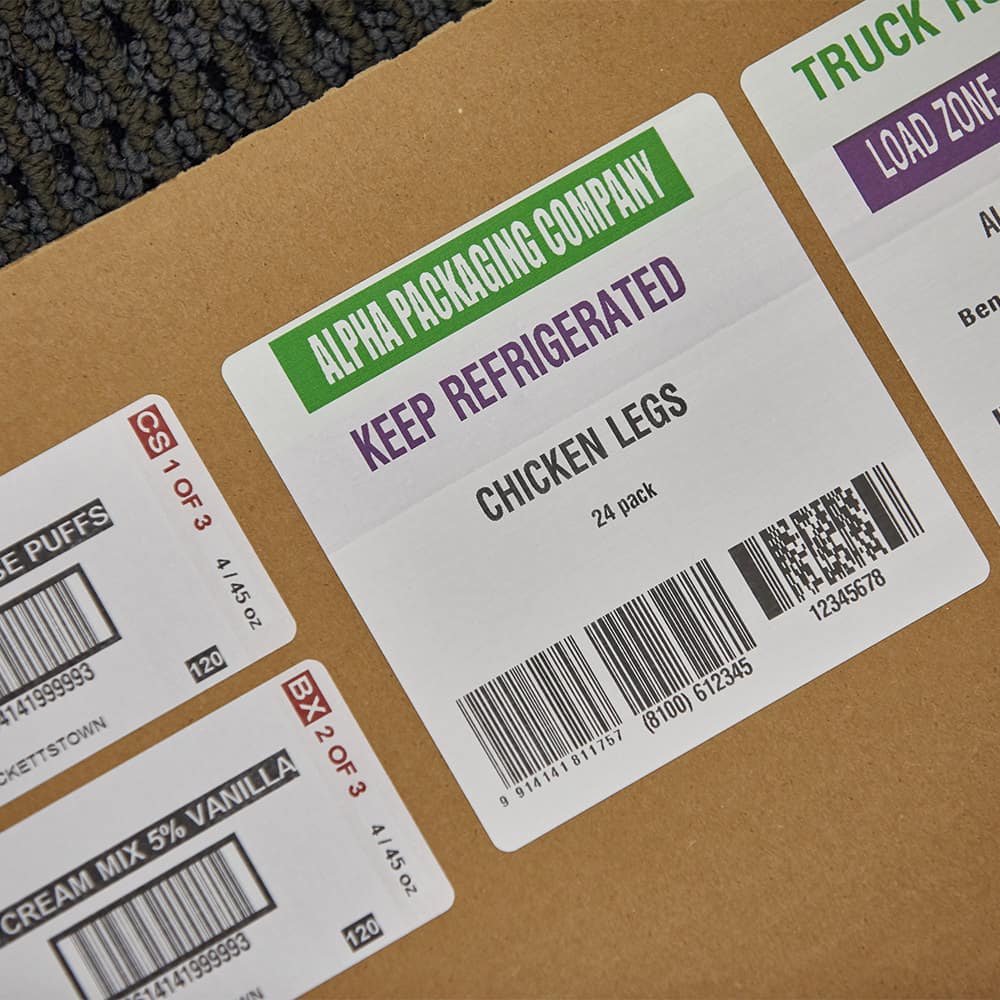 ALPHA PACKAGING COMPANY
KEEP REFRIGERATED
CHICKEN LEGS
24 pack
9 914141 811757
(8100) 612345
12345678
TRUCK
LOAD ZONE
CS 1 OF 3
PUFFS
4 / 45 oz
120
BX 2 OF 3
CREAM MIX 5% VANILLA
4 / 45 oz
614141999993
120